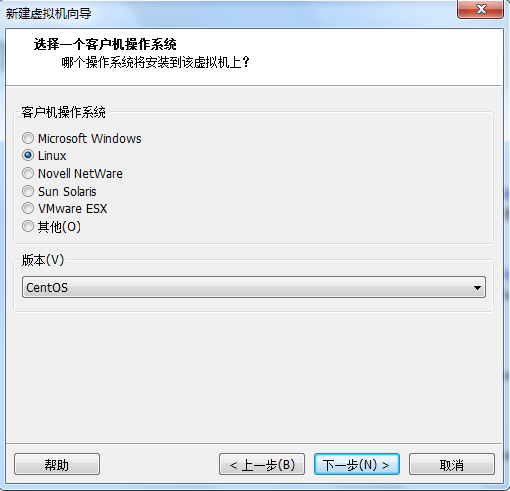 新建虚拟机向导
选择一个客户机操作系统
哪个操作系统将安装到该虚拟机上？
客户机操作系统
Microsoft Windows
Linux
Novell NetWare
Sun Solaris
VMware ESX
其他(O)
版本(V)
CentOS
帮助
< 上一步(B)
下一步(N) >
取消